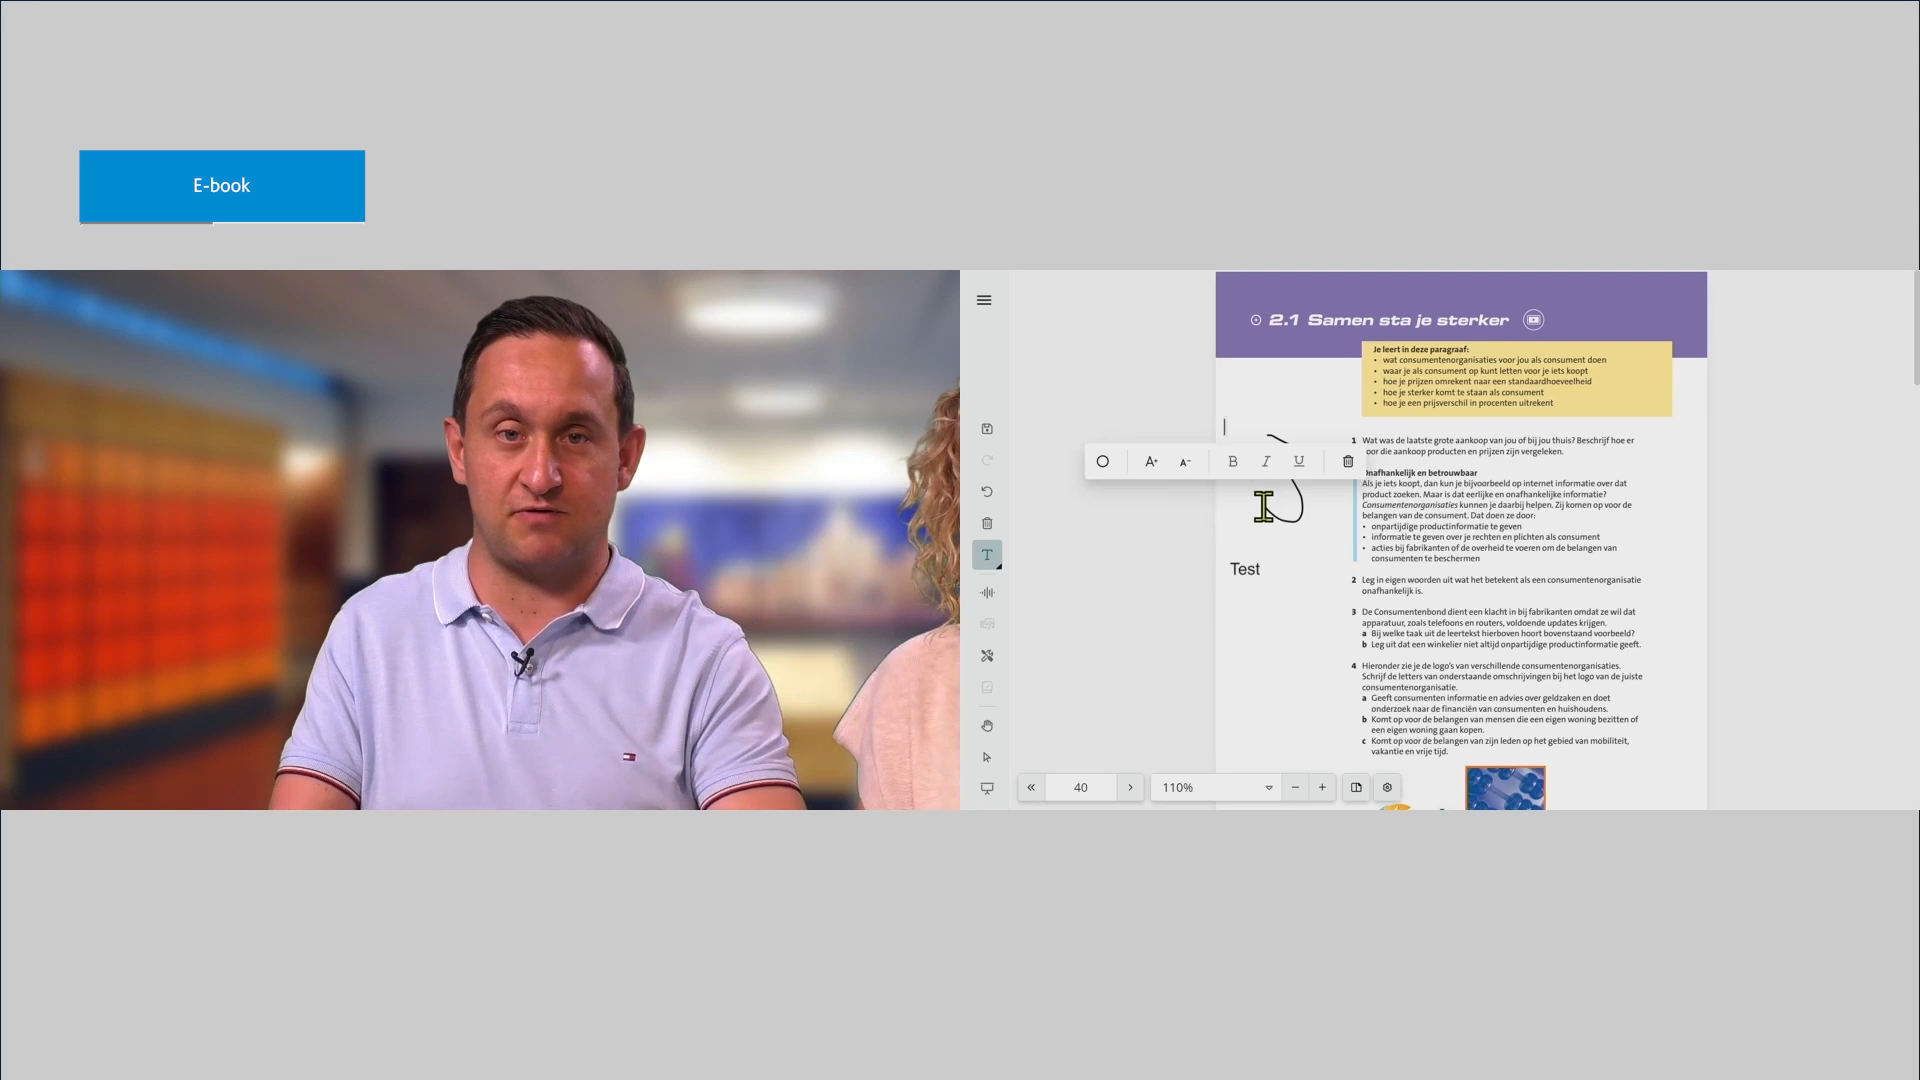 E-book
2.1 Samen sta je sterker
Je leert in deze paragraaf:
• wat consumentenorganisaties voor jou als consument doen
• waar je als consument op kunt letten voor je iets koopt
• hoe je prijzen omrekent naar een standaardhoeveelheid
• hoe je sterker komt te staan als consument
• hoe je een prijsverschil in procenten uitrekent
1 Wat was de laatste grote aankoop van jou of bij jou thuis? Beschrijf hoe er
oor die aankoop producten en prijzen zijn vergeleken.
A+ A- B I U
nafhankelijk en betrouwbaar
Als je iets koopt, dan kun je bijvoorbeeld op internet informatie over dat
product zoeken. Maar is dat eerlijke en onafhankelijke informatie?
Consumentenorganisaties kunnen je daarbij helpen. Zij komen op voor de
belangen van de consument. Dat doen ze door:
• onpartijdige productinformatie te geven
• informatie te geven over je rechten en plichten als consument
• acties bij fabrikanten of de overheid te voeren om de belangen van
consumenten te beschermen
T
Test
2 Leg in eigen woorden uit wat het betekent als een consumentenorganisatie
onafhankelijk is.
3 De Consumentenbond dient een klacht in bij fabrikanten omdat ze wil dat
apparatuur, zoals telefoons en routers, voldoende updates krijgen.
a Bij welke taak uit de leertekst hierboven hoort bovenstaand voorbeeld?
b Leg uit dat een winkelier niet altijd onpartijdige productinformatie geeft.
4 Hieronder zie je de logo's van verschillende consumentenorganisaties.
Schrijf de letters van onderstaande omschrijvingen bij het logo van de juiste
consumentenorganisatie.
a Geeft consumenten informatie en advies over geldzaken en doet
onderzoek naar de financiën van consumenten en huishoudens.
b Komt op voor de belangen van mensen die een eigen woning bezitten of
een eigen woning gaan kopen.
c Komt op voor de belangen van zijn leden op het gebied van mobiliteit,
vakantie en vrije tijd.
40
110%